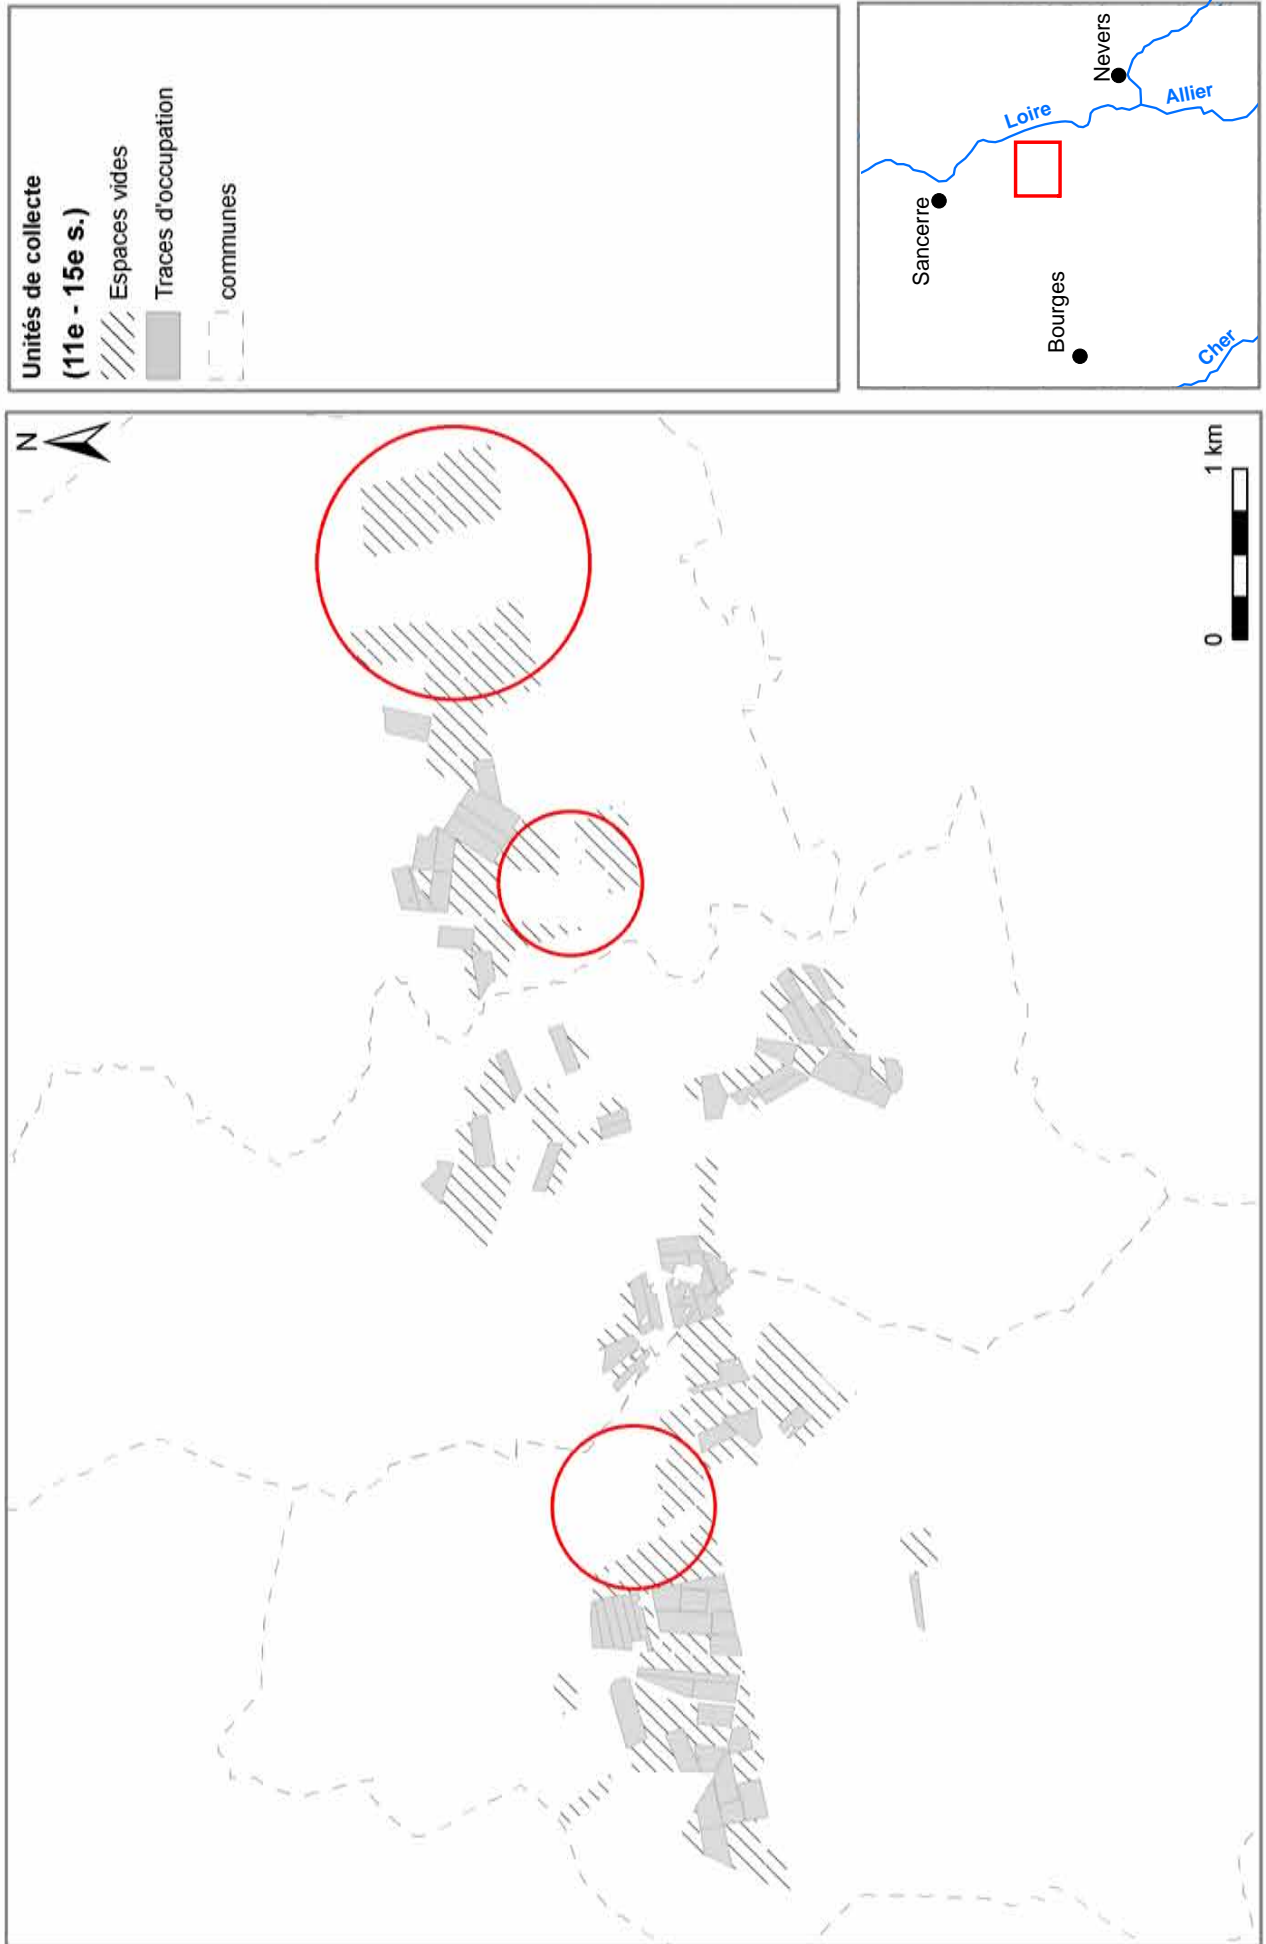 Unités de collecte
(11e - 15e s.)
Espaces vides
Traces d'occupation
communes
N
0
1 km
Sancerre
Bourges
Nevers
Loire
Allier
Cher